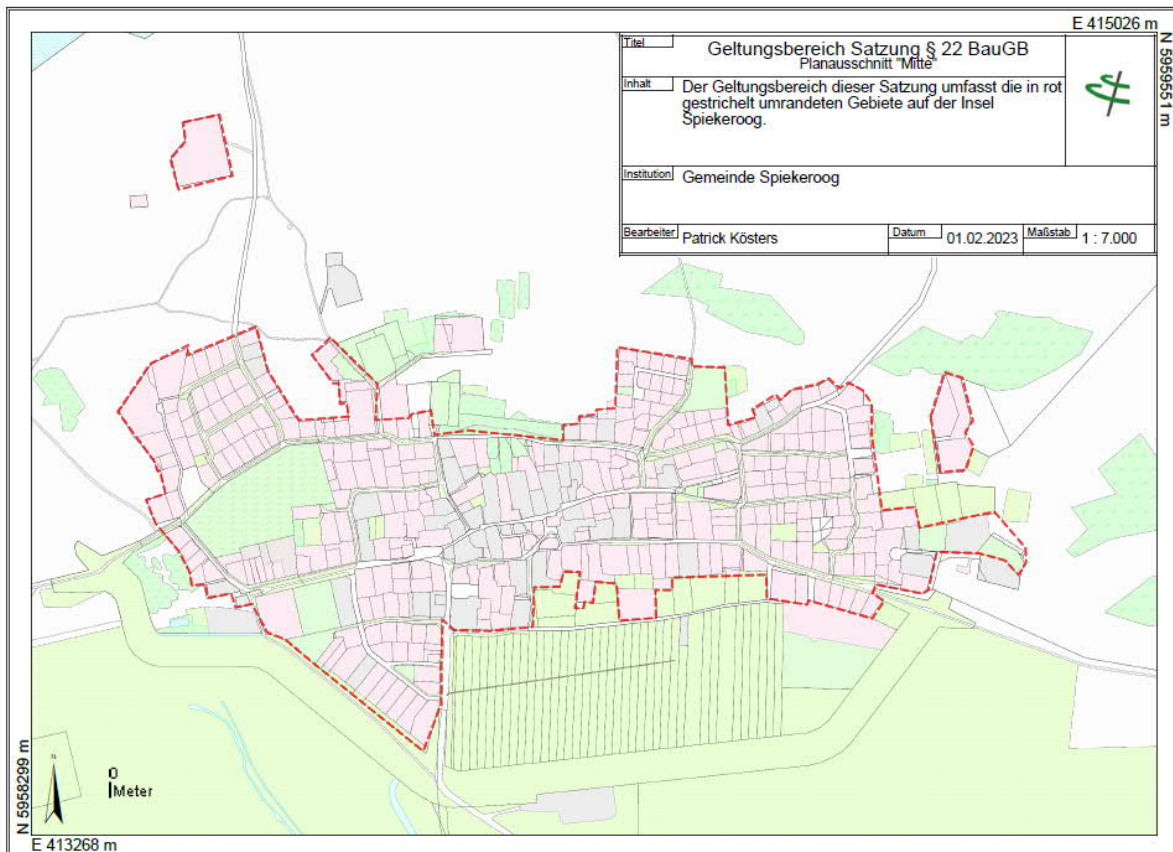 E 415026 m
N 5959551 m
Titel
Geltungsbereich Satzung § 22 BauGB
Planausschnitt "Mitte"
Inhalt
Der Geltungsbereich dieser Satzung umfasst die in rot
gestrichelt umrandeten Gebiete auf der Insel
Spiekeroog.
Institution
Gemeinde Spiekeroog
Bearbeiter
Patrick Kösters
Datum
01.02.2023
Maßstab
1 : 7.000
N
0
Meter
N 5958299 m
E 413268 m